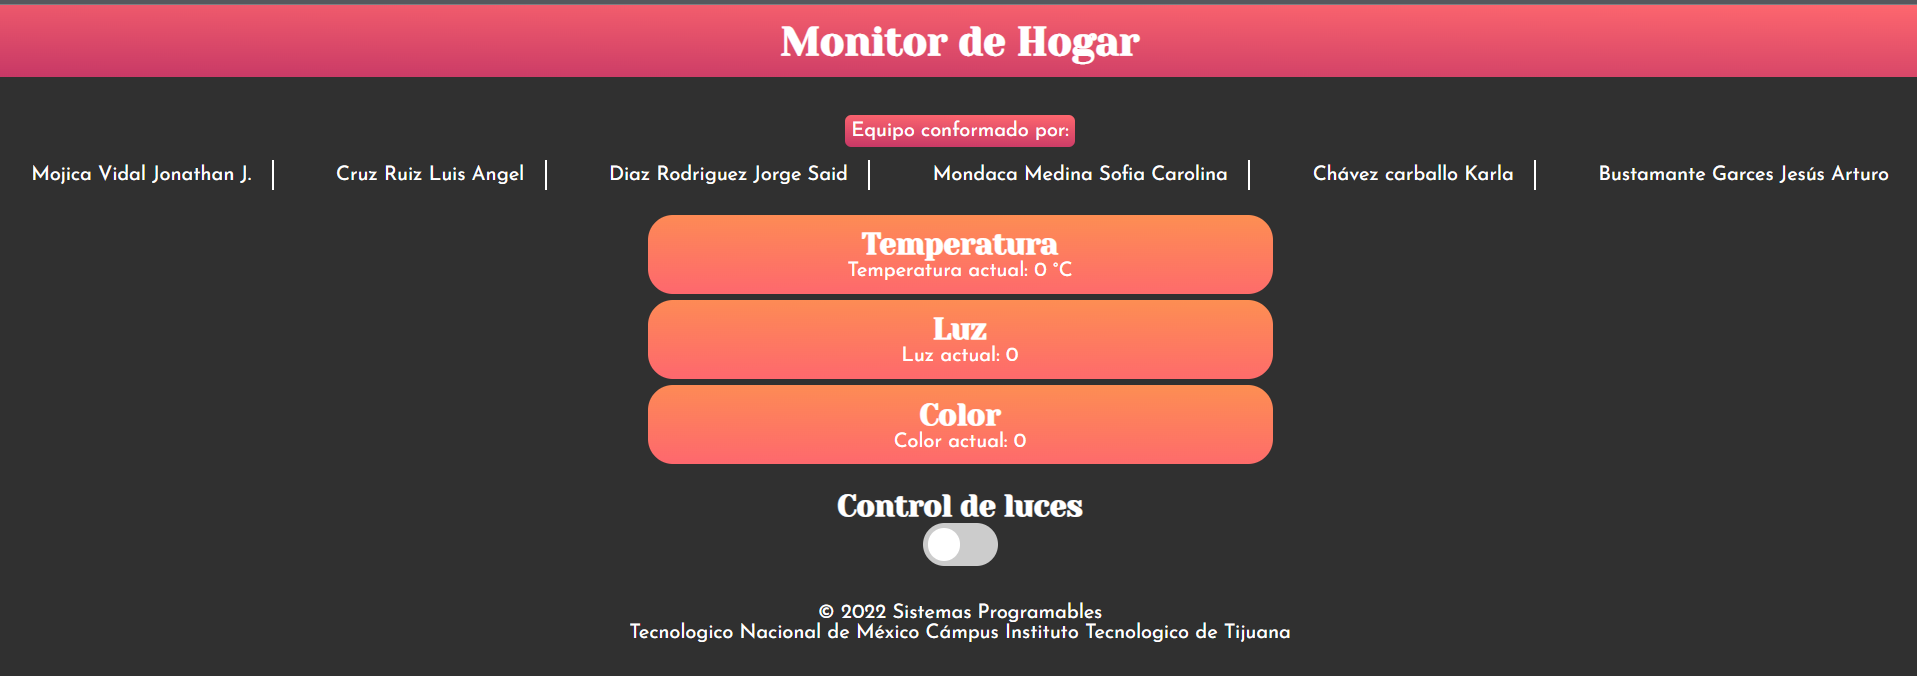 Monitor de Hogar
Equipo conformado por:
Mojica Vidal Jonathan J. Cruz Ruiz Luis Angel Diaz Rodriguez Jorge Said Mondaca Medina Sofia Carolina Chávez carballo Karla Bustamante Garces Jesús Arturo
Temperatura
Temperatura actual: 0 °C
Luz
Luz actual: 0
Color
Color actual: 0
Control de luces
© 2022 Sistemas Programables
Tecnologico Nacional de México Cámpus Instituto Tecnologico de Tijuana